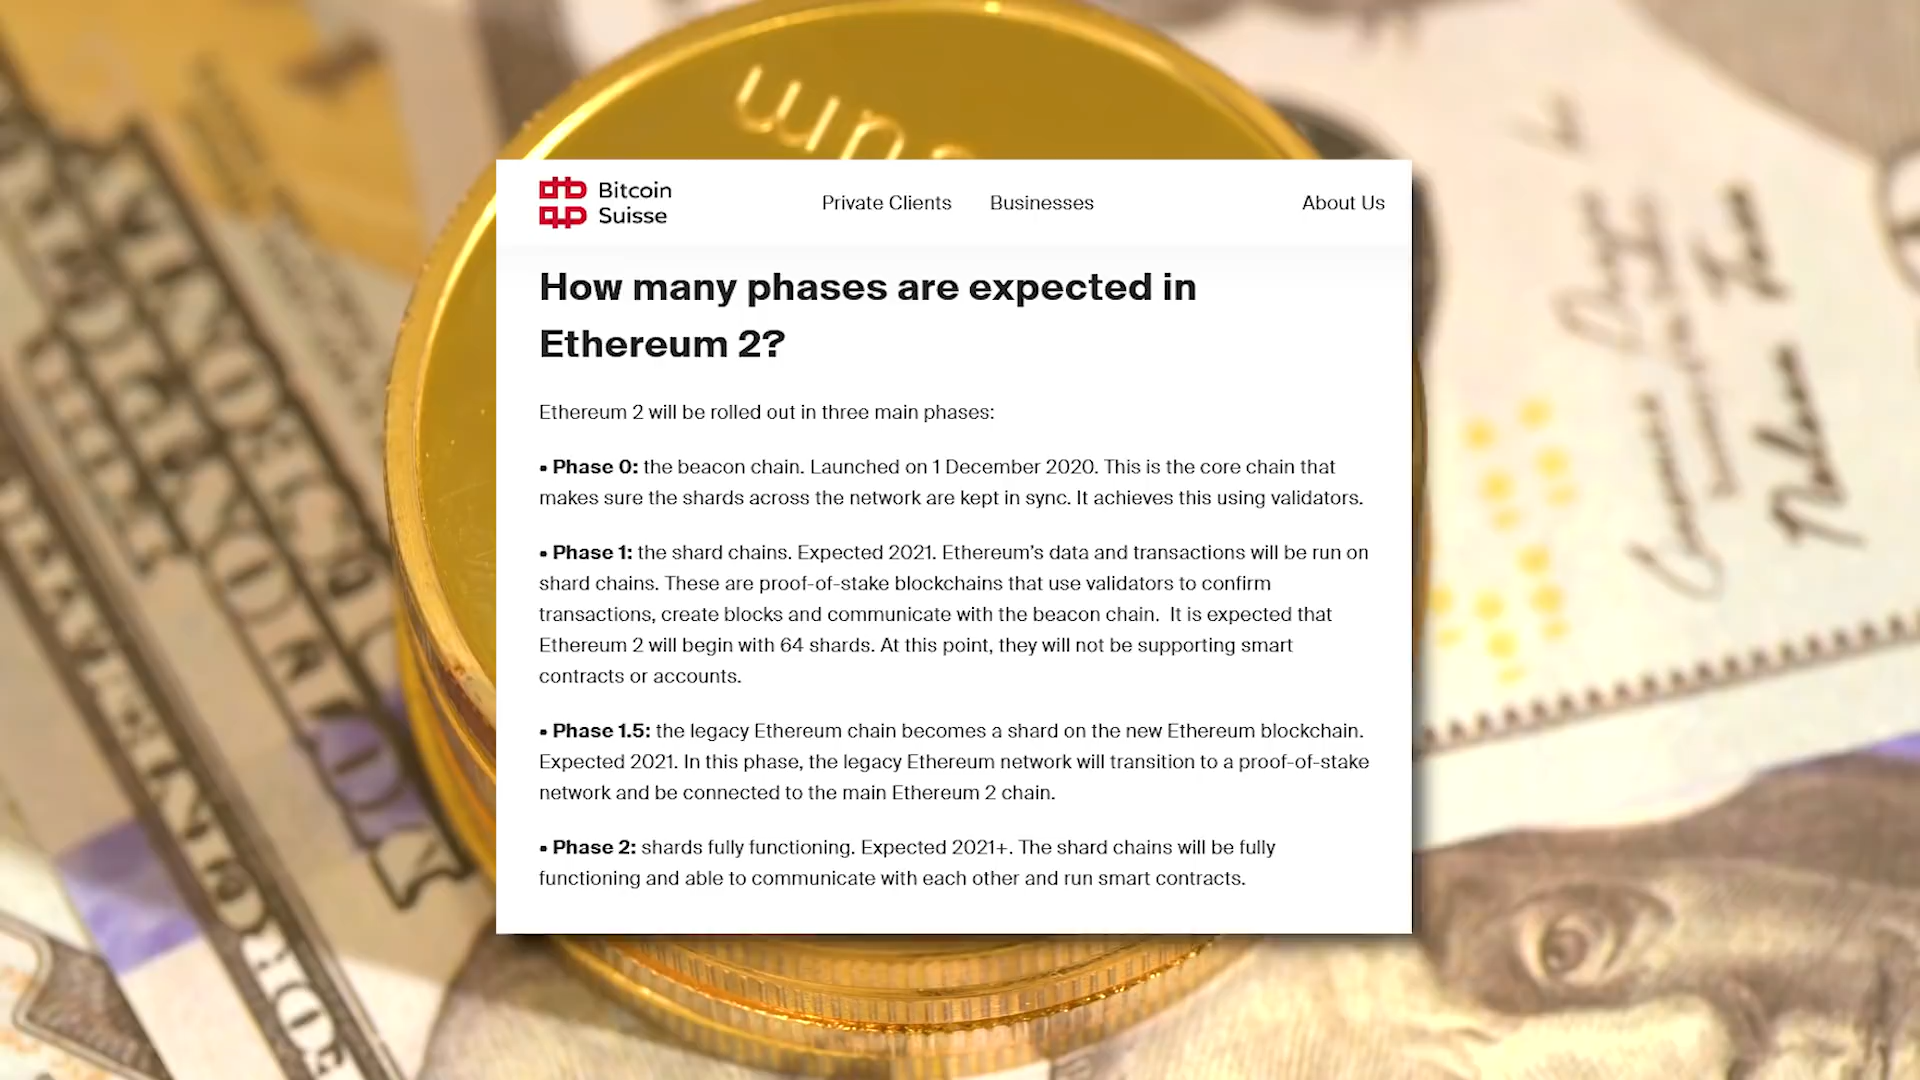 Bitcoin
Suisse
Private Clients
Businesses
About Us
How many phases are expected in
Ethereum 2?
Ethereum 2 will be rolled out in three main phases:
• Phase 0: the beacon chain. Launched on 1 December 2020. This is the core chain that
makes sure the shards across the network are kept in sync. It achieves this using validators.
• Phase 1: the shard chains. Expected 2021. Ethereum's data and transactions will be run on
shard chains. These are proof-of-stake blockchains that use validators to confirm
transactions, create blocks and communicate with the beacon chain.  It is expected that
Ethereum 2 will begin with 64 shards. At this point, they will not be supporting smart
contracts or accounts.
• Phase 1.5: the legacy Ethereum chain becomes a shard on the new Ethereum blockchain.
Expected 2021. In this phase, the legacy Ethereum network will transition to a proof-of-stake
network and be connected to the main Ethereum 2 chain.
• Phase 2: shards fully functioning. Expected 2021+. The shard chains will be fully
functioning and able to communicate with each other and run smart contracts.